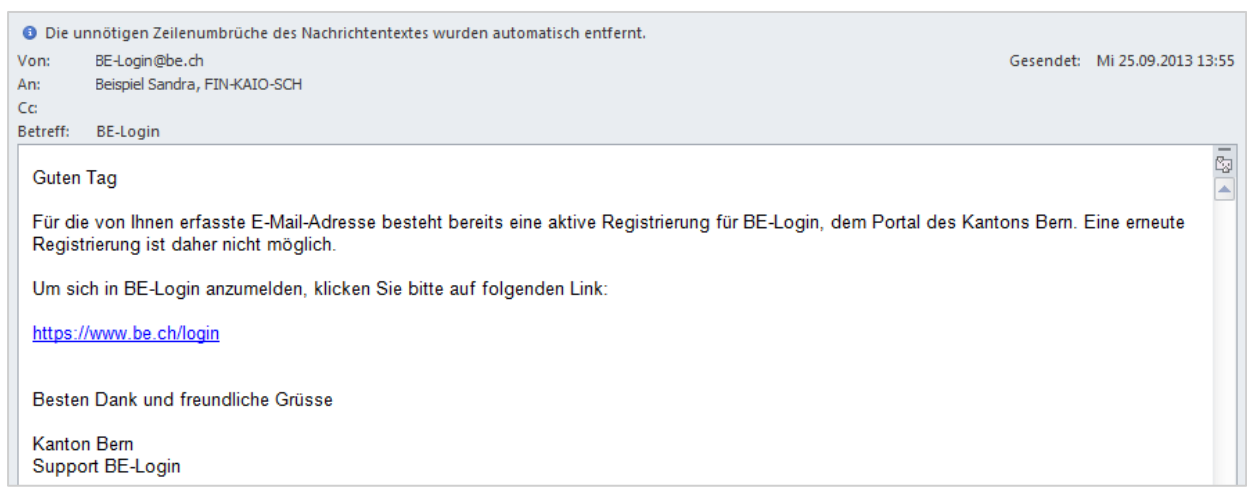 Die unnötigen Zeilenumbrüche des Nachrichtentextes wurden automatisch entfernt.
Von: BE-Login@be.ch Gesendet: Mi 25.09.2013 13:55
An: Beispiel Sandra, FIN-KAIO-SCH
Cc:
Betreff: BE-Login
Guten Tag
Für die von Ihnen erfasste E-Mail-Adresse besteht bereits eine aktive Registrierung für BE-Login, dem Portal des Kantons Bern. Eine erneute
Registrierung ist daher nicht möglich.
Um sich in BE-Login anzumelden, klicken Sie bitte auf folgenden Link:
https://www.be.ch/login
Besten Dank und freundliche Grüsse
Kanton Bern
Support BE-Login